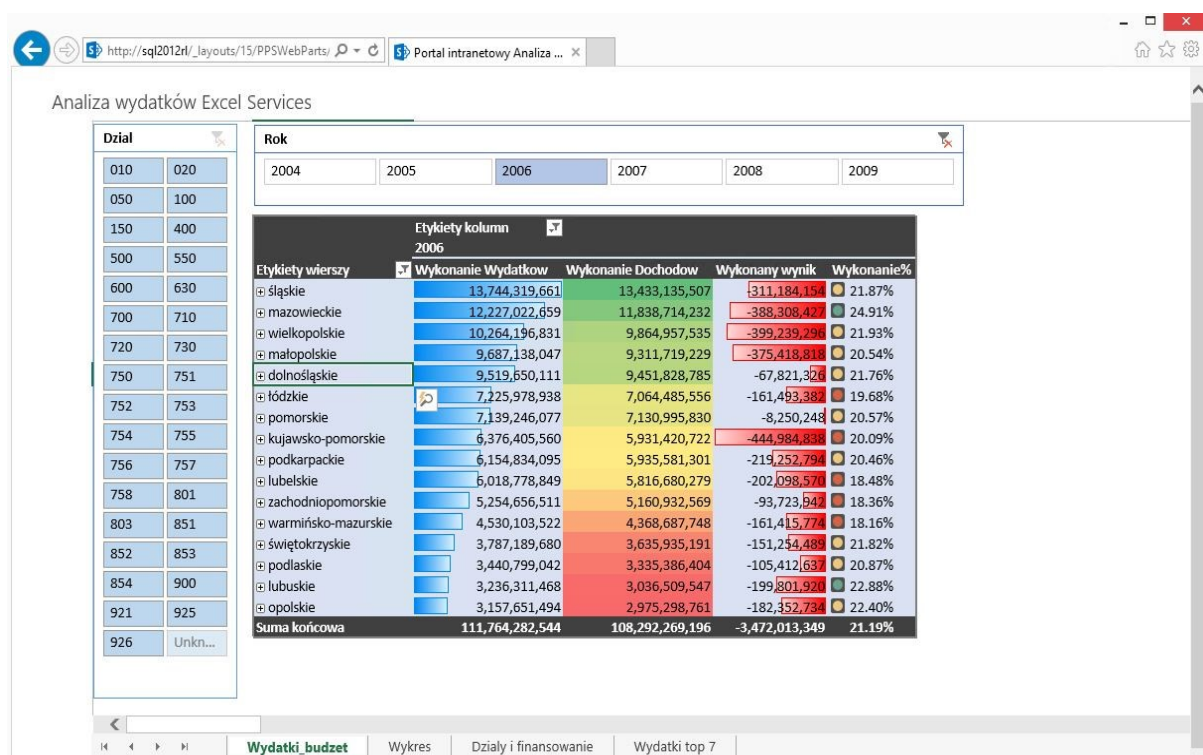 http://sql2012rl/_layouts/15/PPSWebParts/
Portal intranetowy Analiza ...
Analiza wydatków Excel Services
Dzial
010 020
050 100
150 400
500 550
600 630
700 710
720 730
750 751
752 753
754 755
756 757
758 801
803 851
852 853
854 900
921 925
926 Unkn...
Rok
2004 2005 2006 2007 2008 2009
Etykiety kolumn
2006
Etykiety wierszy Wykonanie Wydatkow Wykonanie Dochodow Wykonany wynik Wykonanie%
śląskie 13,744,319,661 13,433,135,507 -311,184,154 21.87%
mazowieckie 12,227,022,659 11,838,714,232 -388,308,427 24.91%
wielkopolskie 10,264,196,831 9,864,957,535 -399,239,296 21.93%
małopolskie 9,687,138,047 9,311,719,229 -375,418,818 20.54%
dolnośląskie 9,519,650,111 9,451,828,785 -67,821,326 21.76%
łódzkie 7,225,978,938 7,064,485,556 -161,493,382 19.68%
pomorskie 7,139,246,077 7,130,995,830 -8,250,248 20.57%
kujawsko-pomorskie 6,376,405,560 5,931,420,722 -444,984,838 20.09%
podkarpackie 6,154,834,095 5,935,581,301 -219,252,794 20.46%
lubelskie 6,018,778,849 5,816,680,279 -202,098,570 18.48%
zachodniopomorskie 5,254,656,511 5,160,932,569 -93,723,942 18.36%
warmińsko-mazurskie 4,530,103,522 4,368,687,748 -161,415,774 18.16%
świętokrzyskie 3,787,189,680 3,635,935,191 -151,254,489 21.82%
podlaskie 3,440,799,042 3,335,386,404 -105,412,637 20.87%
lubuskie 3,236,311,468 3,036,509,547 -199,801,920 22.88%
opolskie 3,157,651,494 2,975,298,761 -182,352,734 22.40%
Suma końcowa 111,764,282,544 108,292,269,196 -3,472,013,349 21.19%
Wydatki_budzet Wykres Dzialy i finansowanie Wydatki top 7